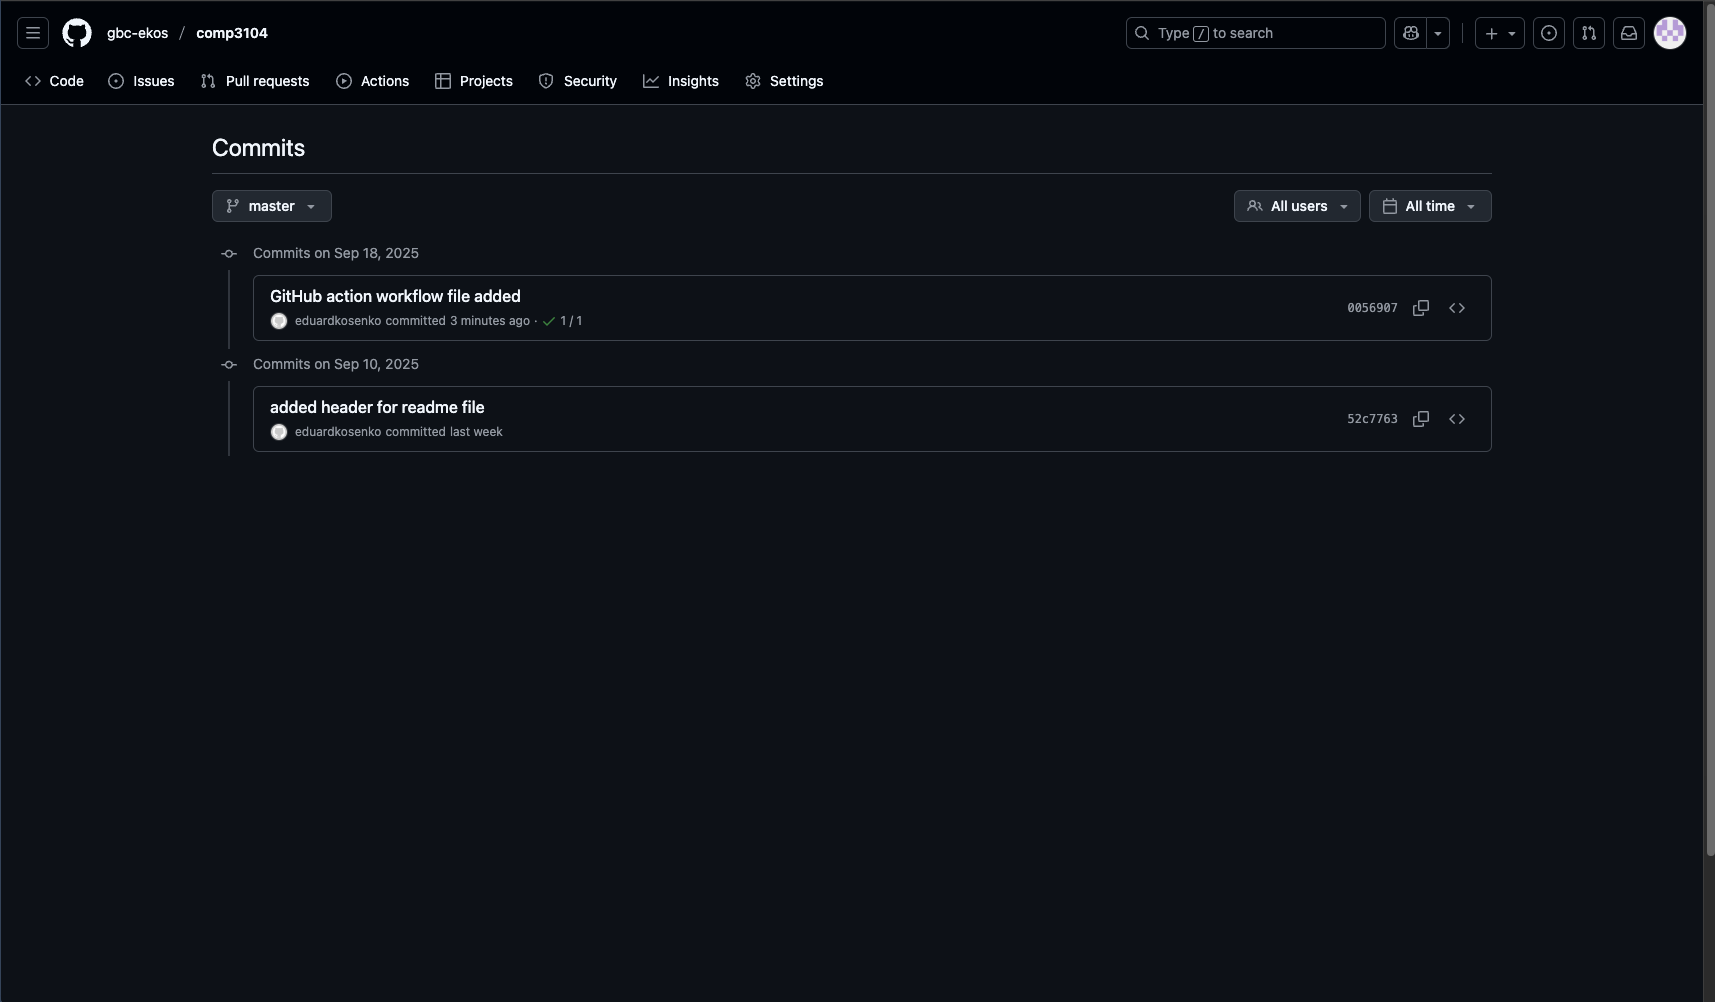 gbc-ekos / comp3104
Type / to search
Code Issues Pull requests Actions Projects Security Insights Settings
Commits
master
All users All time
Commits on Sep 18, 2025
GitHub action workflow file added
eduardkosenko committed 3 minutes ago · 1 / 1
0056907
Commits on Sep 10, 2025
added header for readme file
eduardkosenko committed last week
52c7763